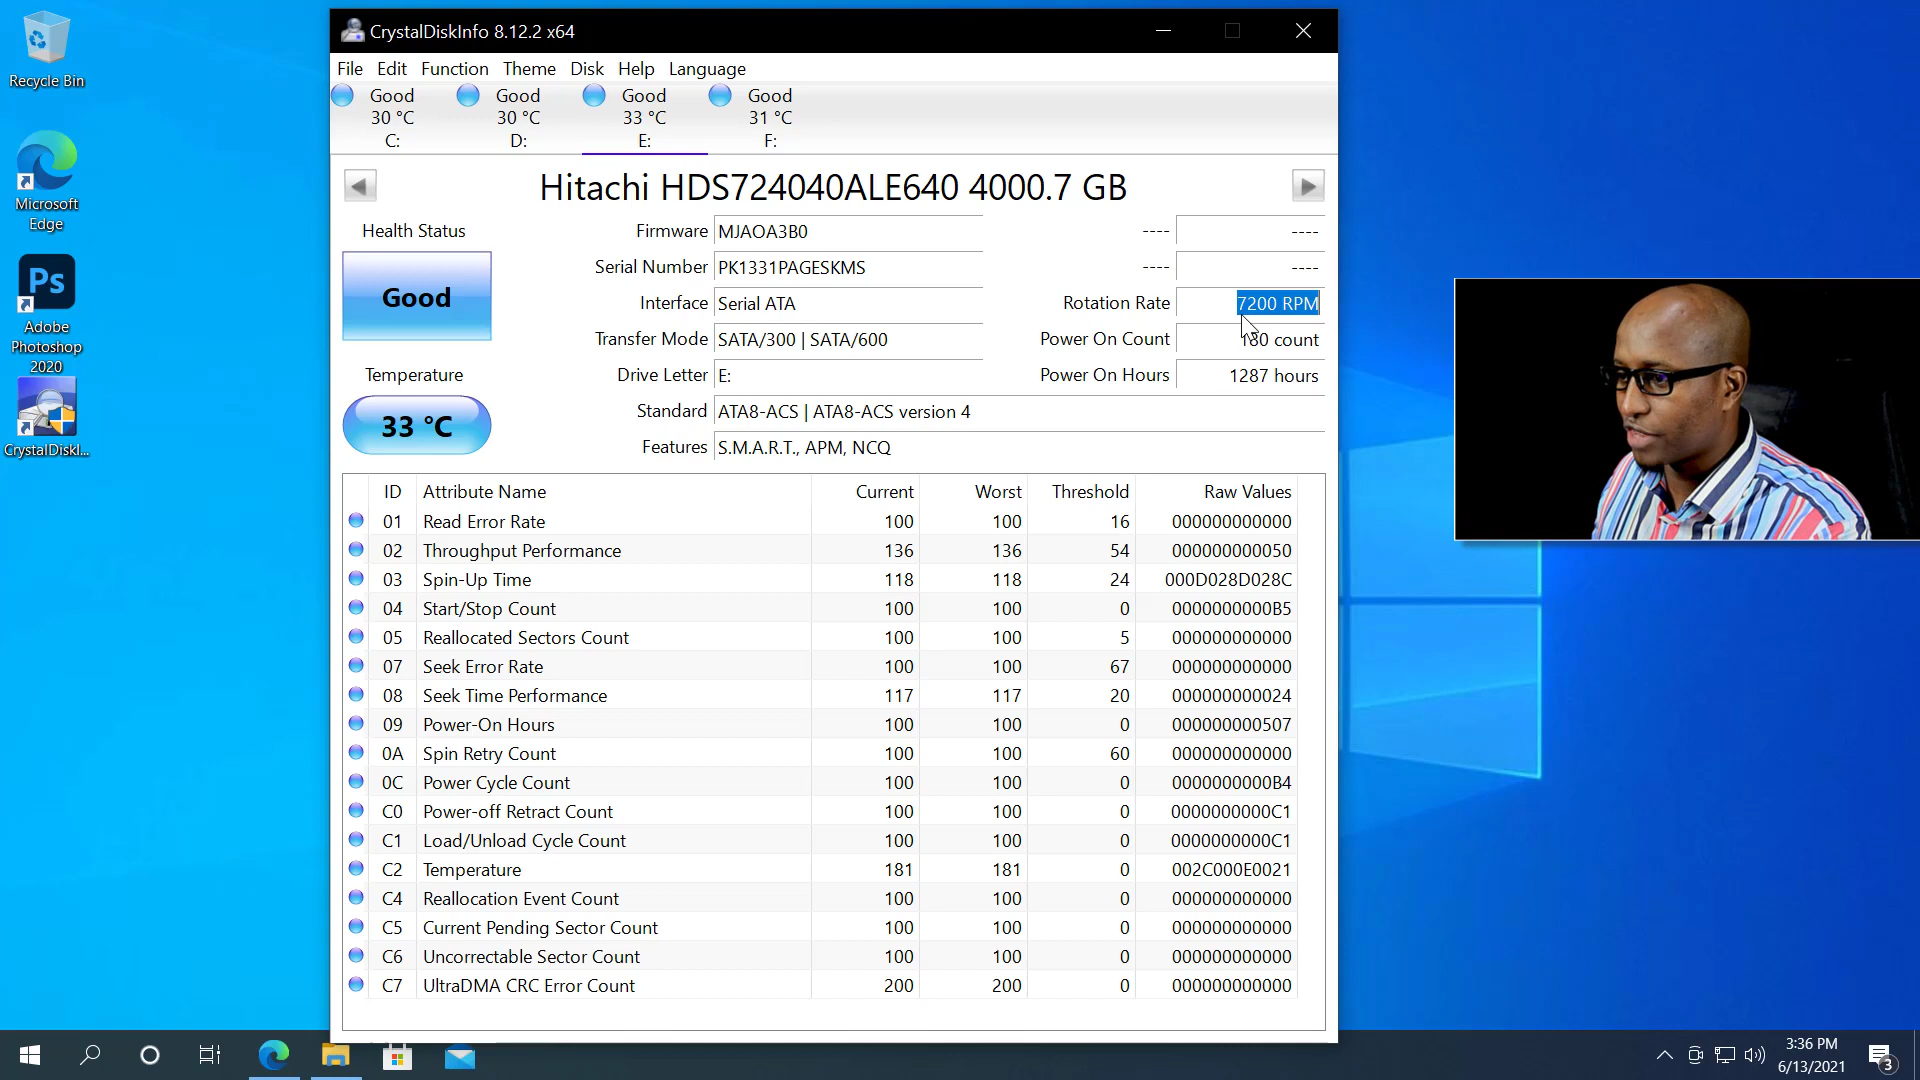 Recycle Bin
Microsoft
Edge
Ps
Adobe
Photoshop
2020
CrystalDiskI...
CrystalDiskInfo 8.12.2 x64
File Edit Function Theme Disk Help Language
Good Good Good Good
30 °C 30 °C 33 °C 31 °C
C: D: E: F:
Hitachi HDS724040ALE640 4000.7 GB
Health Status
Good
Temperature
33 °C
Firmware MJAOA3B0 ---- ----
Serial Number PK1331PAGESKMS ---- ----
Interface Serial ATA Rotation Rate 7200 RPM
Transfer Mode SATA/300 | SATA/600 Power On Count 180 count
Drive Letter E: Power On Hours 1287 hours
Standard ATA8-ACS | ATA8-ACS version 4
Features S.M.A.R.T., APM, NCQ
ID Attribute Name Current Worst Threshold Raw Values
01 Read Error Rate 100 100 16 000000000000
02 Throughput Performance 136 136 54 000000000050
03 Spin-Up Time 118 118 24 000D028D028C
04 Start/Stop Count 100 100 0 0000000000B5
05 Reallocated Sectors Count 100 100 5 000000000000
07 Seek Error Rate 100 100 67 000000000000
08 Seek Time Performance 117 117 20 000000000024
09 Power-On Hours 100 100 0 000000000507
0A Spin Retry Count 100 100 60 000000000000
0C Power Cycle Count 100 100 0 0000000000B4
C0 Power-off Retract Count 100 100 0 0000000000C1
C1 Load/Unload Cycle Count 100 100 0 0000000000C1
C2 Temperature 181 181 0 002C000E0021
C4 Reallocation Event Count 100 100 0 000000000000
C5 Current Pending Sector Count 100 100 0 000000000000
C6 Uncorrectable Sector Count 100 100 0 000000000000
C7 UltraDMA CRC Error Count 200 200 0 000000000000
3:36 PM
6/13/2021
3